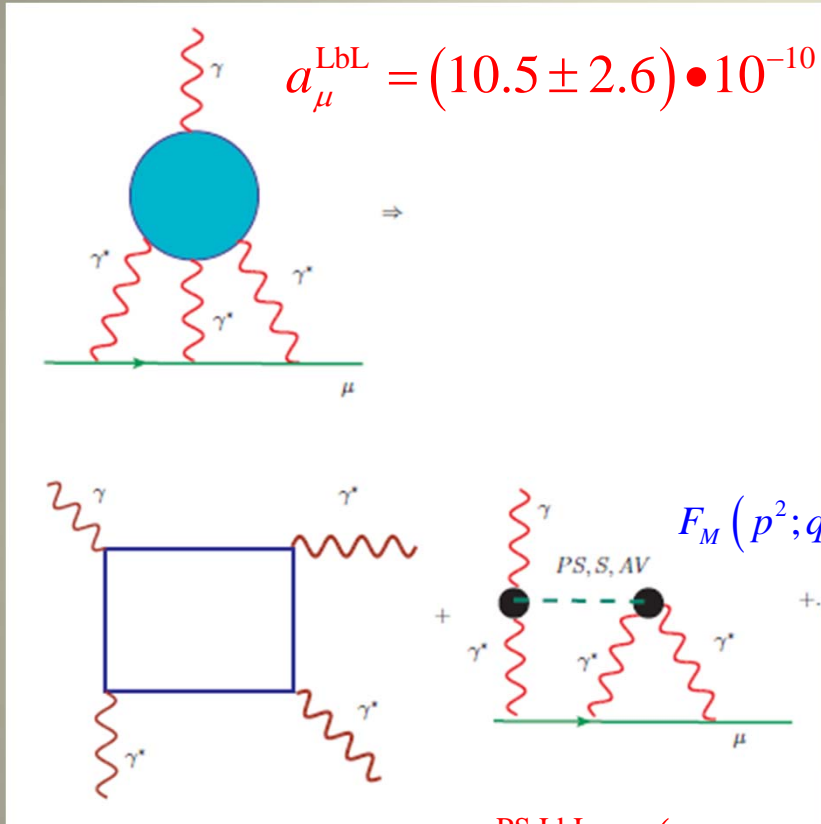 γ
a_μ^LbL = (10.5 ± 2.6) • 10^−10
⇒
γ*
γ*
γ*
μ
γ
γ*
γ*
γ*
+
γ
PS, S, AV
γ*
γ*
γ*
μ
F_M (p²; q
+.